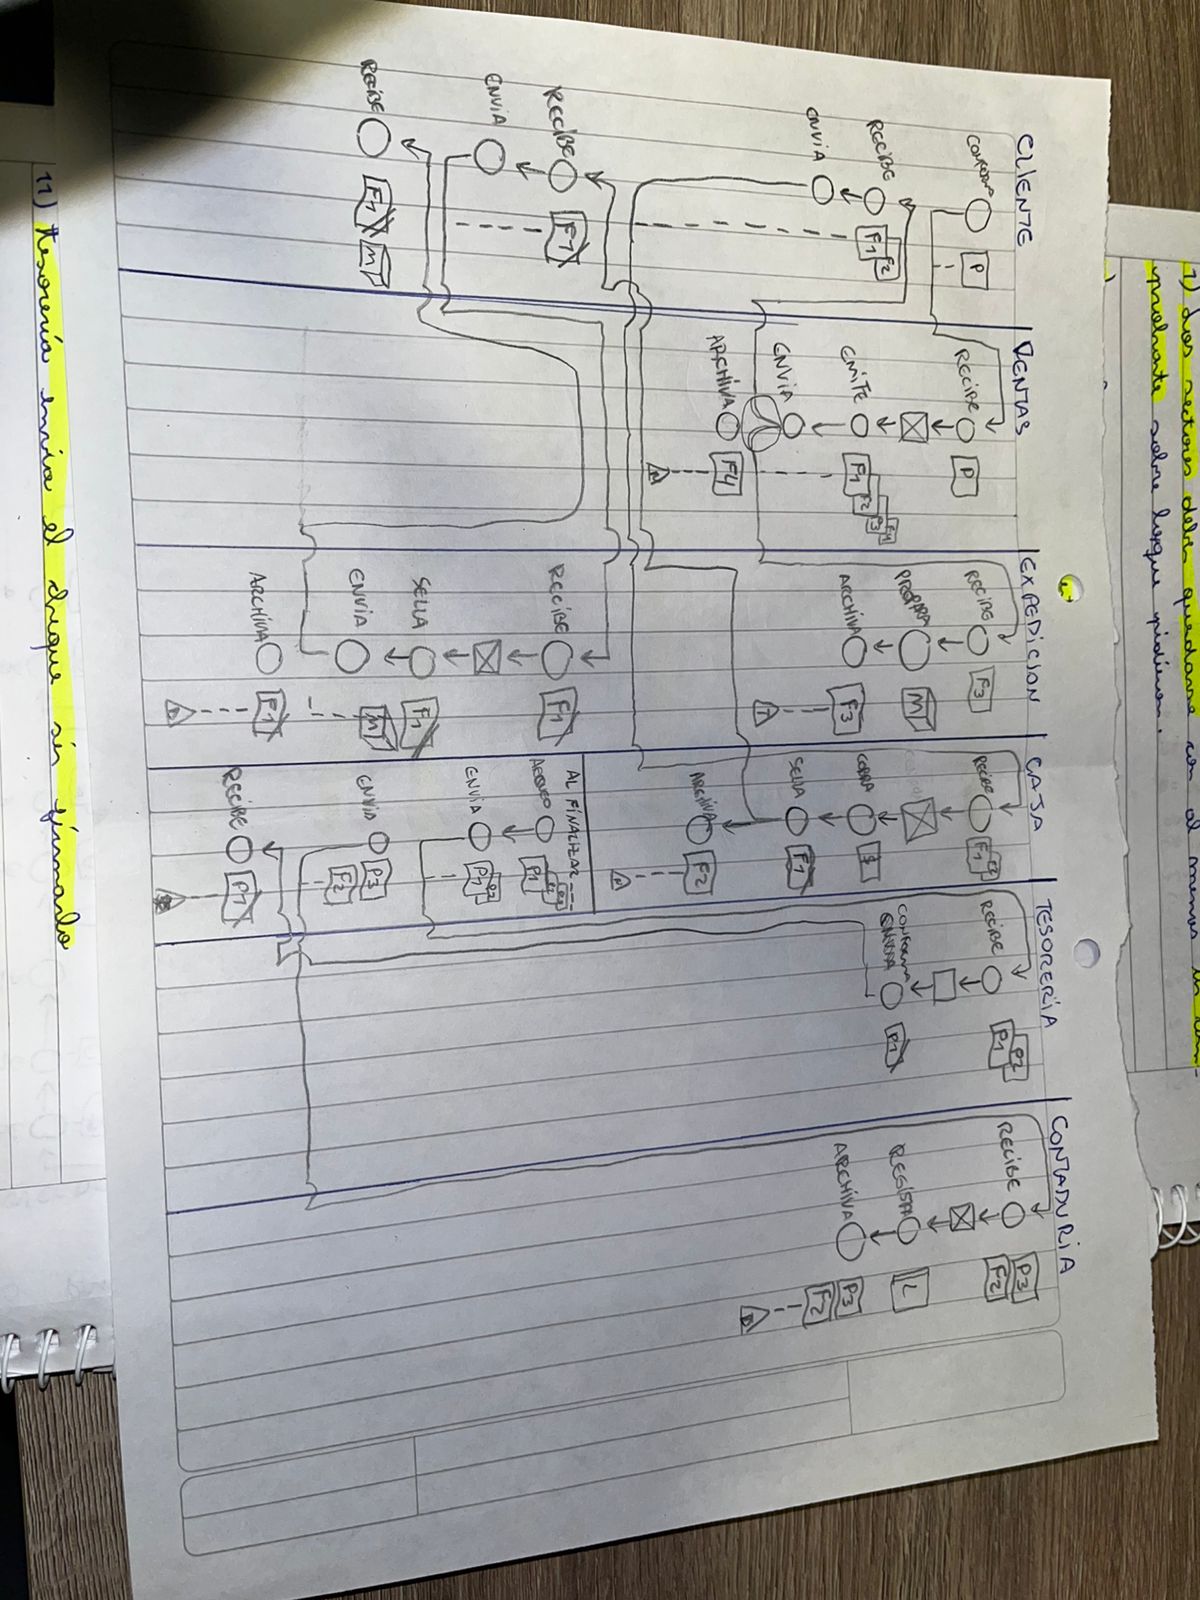 7) Los sectores deben quedarse con al menos un com-
probante sobre lo que pidieron.
CLIENTE
VENTAS
EXPEDICION
CAJA
TESORERIA
CONTADURIA
P
RECIBE F1 F2
ENVIA
RECIBE F1
ENVIA
RECIBE F1 M
RECIBE P
EMITE F1 F2 F3 F4
ENVIA
ARCHIVA F4
N
RECIBE F3
PREPARA M
ARCHIVA F3
T
RECIBE F1
SELLA F1
ENVIA M
ARCHIVA F1
D
RECIBE F1 F2
COBRA $
SELLA F1
ARCHIVA F2
N
AL FINALIZAR ---
ARQUEO P1 P2 P3
ENVIA P1 P2
ENVIA P3
F2
RECIBE P1
RECIBE P1 P2
CONFORMA
ENVIA P1
RECIBE P3
F2
REGISTRA L
ARCHIVA P3
F2
D
11) tesorería envía el cheque sin firmarlo